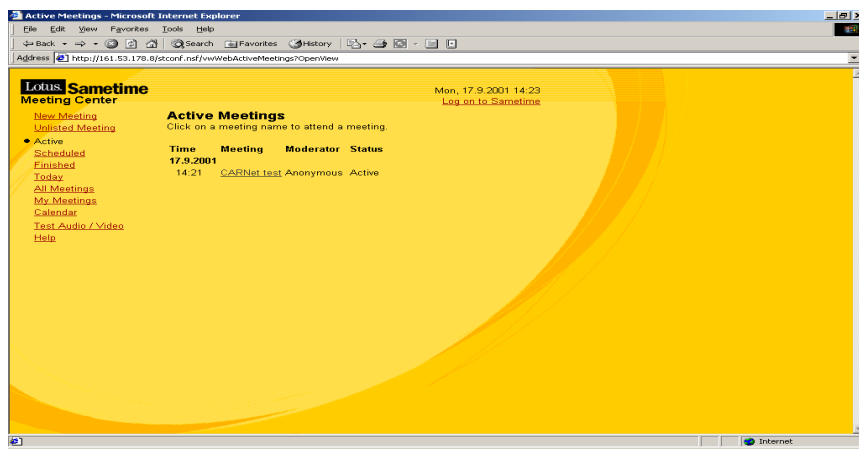 Active Meetings - Microsoft Internet Explorer
File Edit View Favorites Tools Help
Back Search Favorites History
Address http://161.53.178.8/stconf.nsf/vwWebActiveMeetings?OpenView
Lotus. Sametime
Meeting Center
Mon, 17.9.2001 14:23
Log on to Sametime
New Meeting
Unlisted Meeting
Active
Scheduled
Finished
Today
All Meetings
My Meetings
Calendar
Test Audio / Video
Help
Active Meetings
Click on a meeting name to attend a meeting.
Time Meeting Moderator Status
17.9.2001
14:21 CARNet test Anonymous Active
Internet